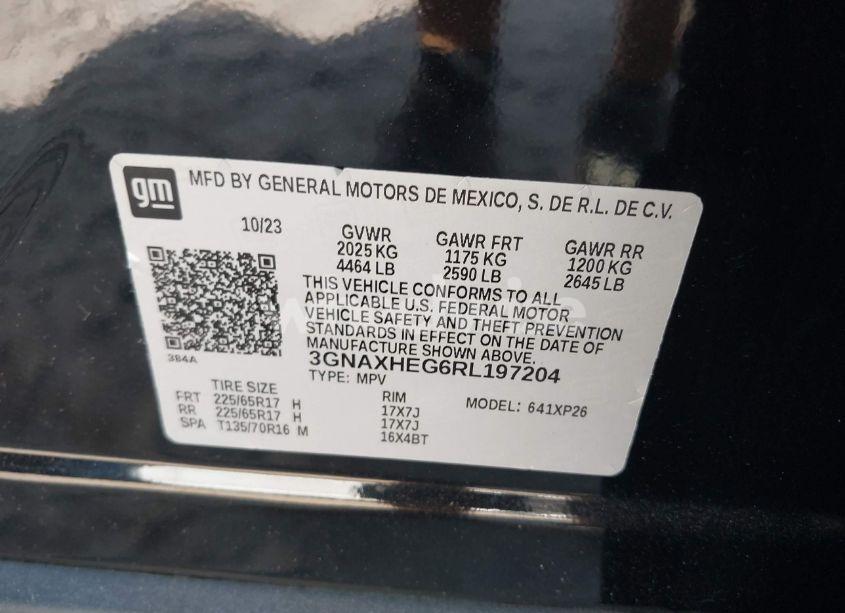 gm MFD BY GENERAL MOTORS DE MEXICO, S. DE R.L. DE C.V.
10/23 GVWR GAWR FRT GAWR RR
2025 KG 1175 KG 1200 KG
4464 LB 2590 LB 2645 LB
THIS VEHICLE CONFORMS TO ALL
APPLICABLE U.S. FEDERAL MOTOR
VEHICLE SAFETY AND THEFT PREVENTION
STANDARDS IN EFFECT ON THE DATE OF
MANUFACTURE SHOWN ABOVE.
384A 3GNAXHEG6RL197204
TYPE: MPV
TIRE SIZE RIM MODEL: 641XP26
FRT 225/65R17 H 17X7J
RR 225/65R17 H 17X7J
SPA T135/70R16 M 16X4BT